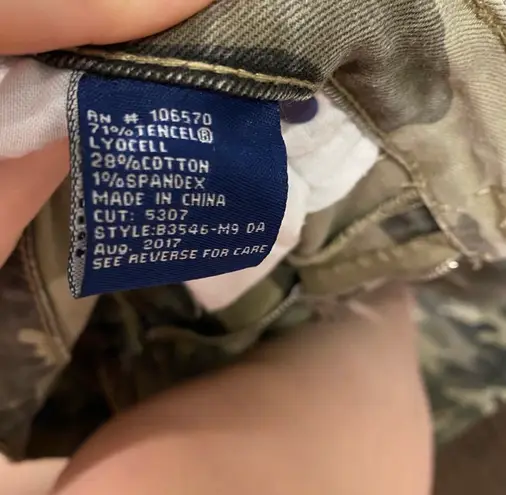 RN # 106570
71%TENCEL®
LYOCELL
28%COTTON
1%SPANDEX
MADE IN CHINA
CUT: 5307
STYLE:B3546-M9 DA
AUG. 2017
SEE REVERSE FOR CARE